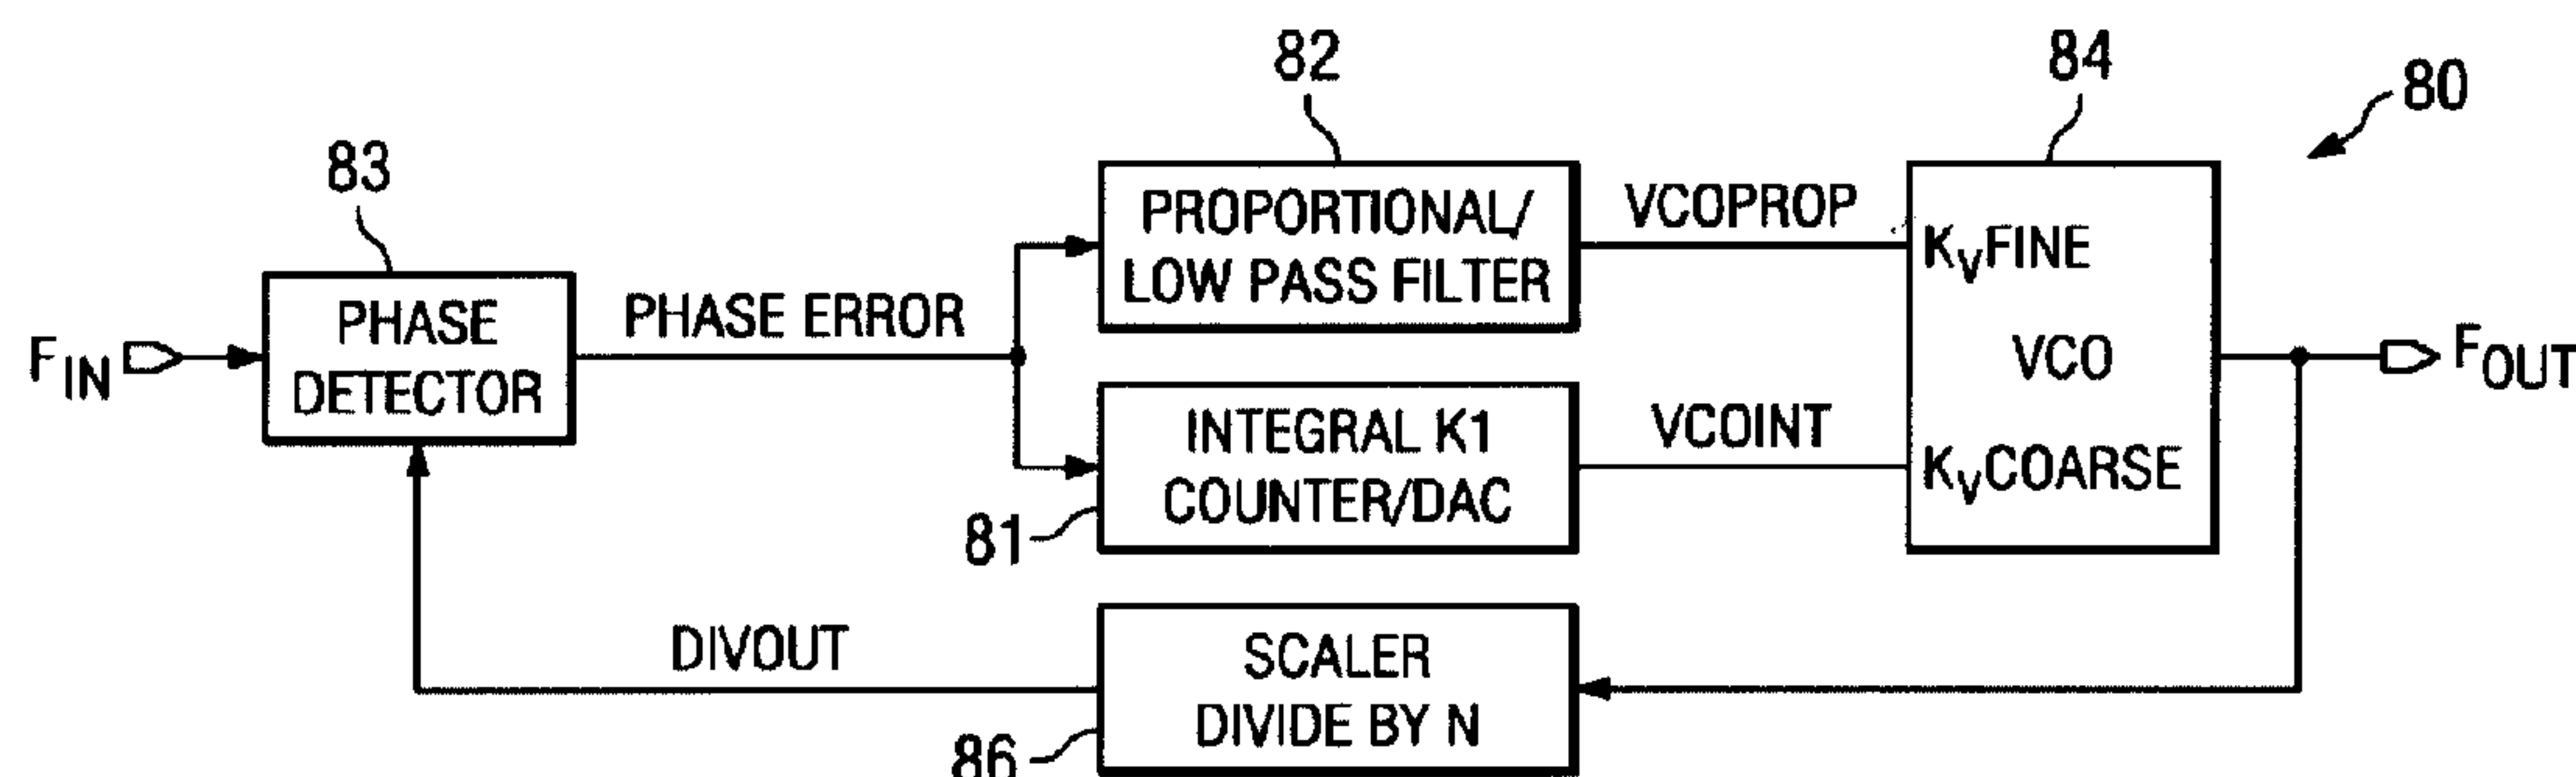 82
84
80
83
PROPORTIONAL/
LOW PASS FILTER
VCOPROP
KVFINE
PHASE
DETECTOR
PHASE ERROR
FIN
VCO
FOUT
INTEGRAL K1
COUNTER/DAC
VCOINT
KVCOARSE
81
DIVOUT
SCALER
DIVIDE BY N
86